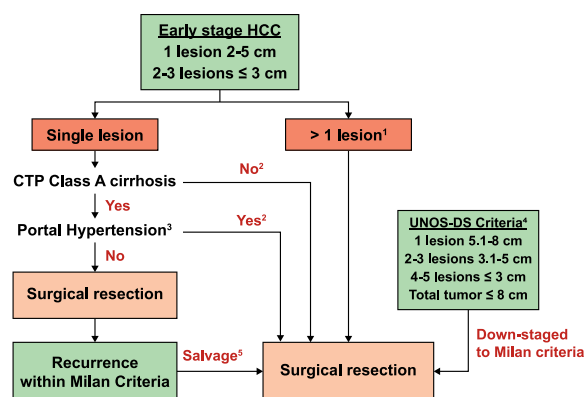 Early stage HCC
1 lesion 2-5 cm
2-3 lesions ≤ 3 cm
Single lesion
> 1 lesion¹
CTP Class A cirrhosis
No²
Yes
Portal Hypertension³
Yes²
No
UNOS-DS Criteria⁴
1 lesion 5.1-8 cm
2-3 lesions 3.1-5 cm
4-5 lesions ≤ 3 cm
Total tumor ≤ 8 cm
Surgical resection
Down-staged
to Milan criteria
Recurrence
within Milan Criteria
Salvage⁵
Surgical resection